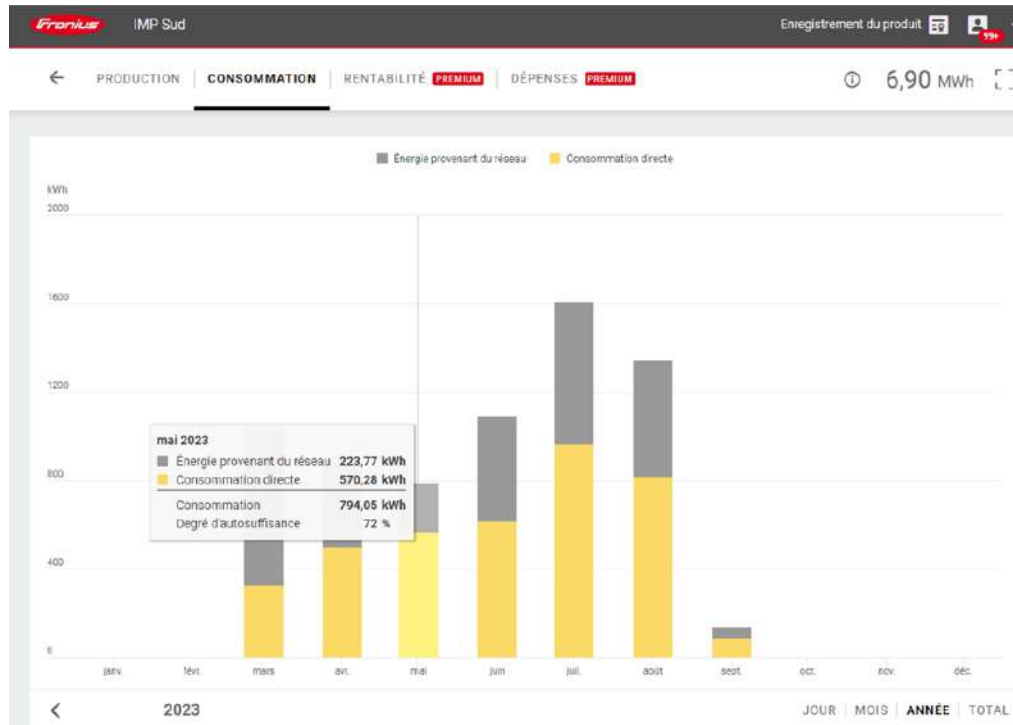 Fronius IMP Sud Enregistrement du produit 99+
PRODUCTION CONSOMMATION RENTABILITÉ PREMIUM DÉPENSES PREMIUM 6,90 MWh
Énergie provenant du réseau Consommation directe
kWh
2000
1600
1200
mai 2023
Énergie provenant du réseau 223,77 kWh
800
Consommation directe 570,28 kWh
Consommation 794,05 kWh
Degré d'autosuffisance 72 %
400
0
janv. févr. mars avr. mai juin juil. août sept. oct. nov. déc.
2023 JOUR MOIS ANNÉE TOTAL